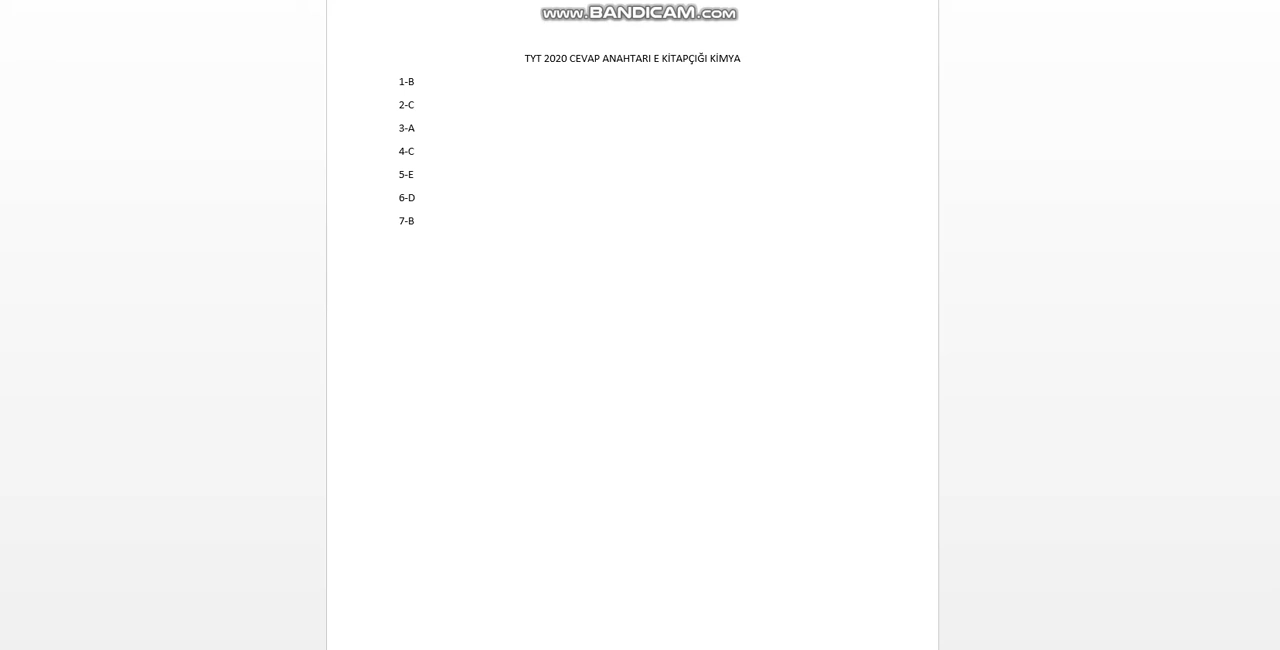 www.BANDICAM.com
TYT 2020 CEVAP ANAHTARI E KİTAPÇIĞI KİMYA
1-B
2-C
3-A
4-C
5-E
6-D
7-B